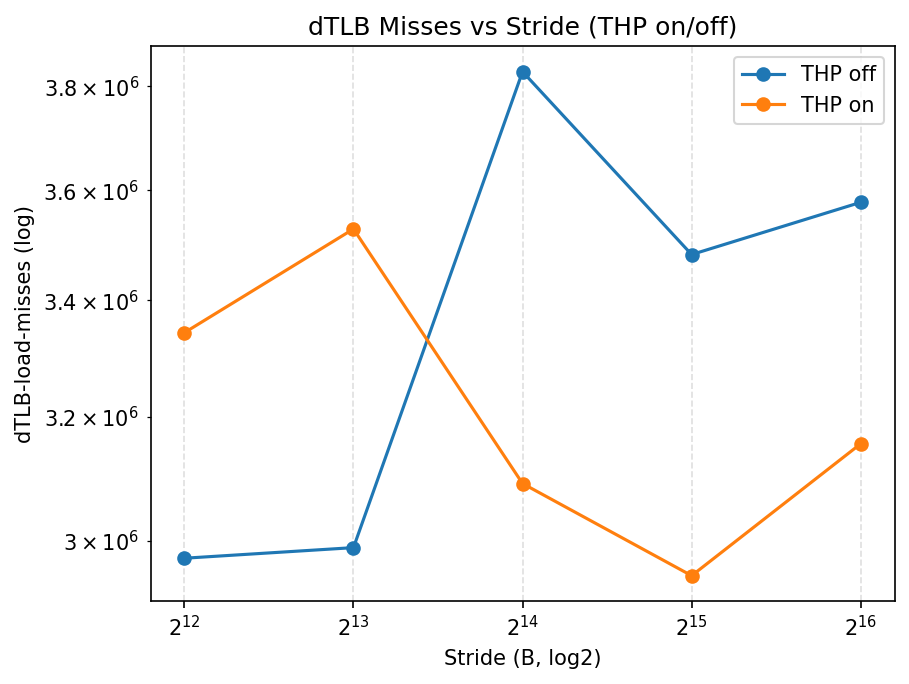 dTLB Misses vs Stride (THP on/off)
THP off
THP on
dTLB-load-misses (log)
3.8 × 10⁶
3.6 × 10⁶
3.4 × 10⁶
3.2 × 10⁶
3 × 10⁶
2¹² 2¹³ 2¹⁴ 2¹⁵ 2¹⁶
Stride (B, log2)